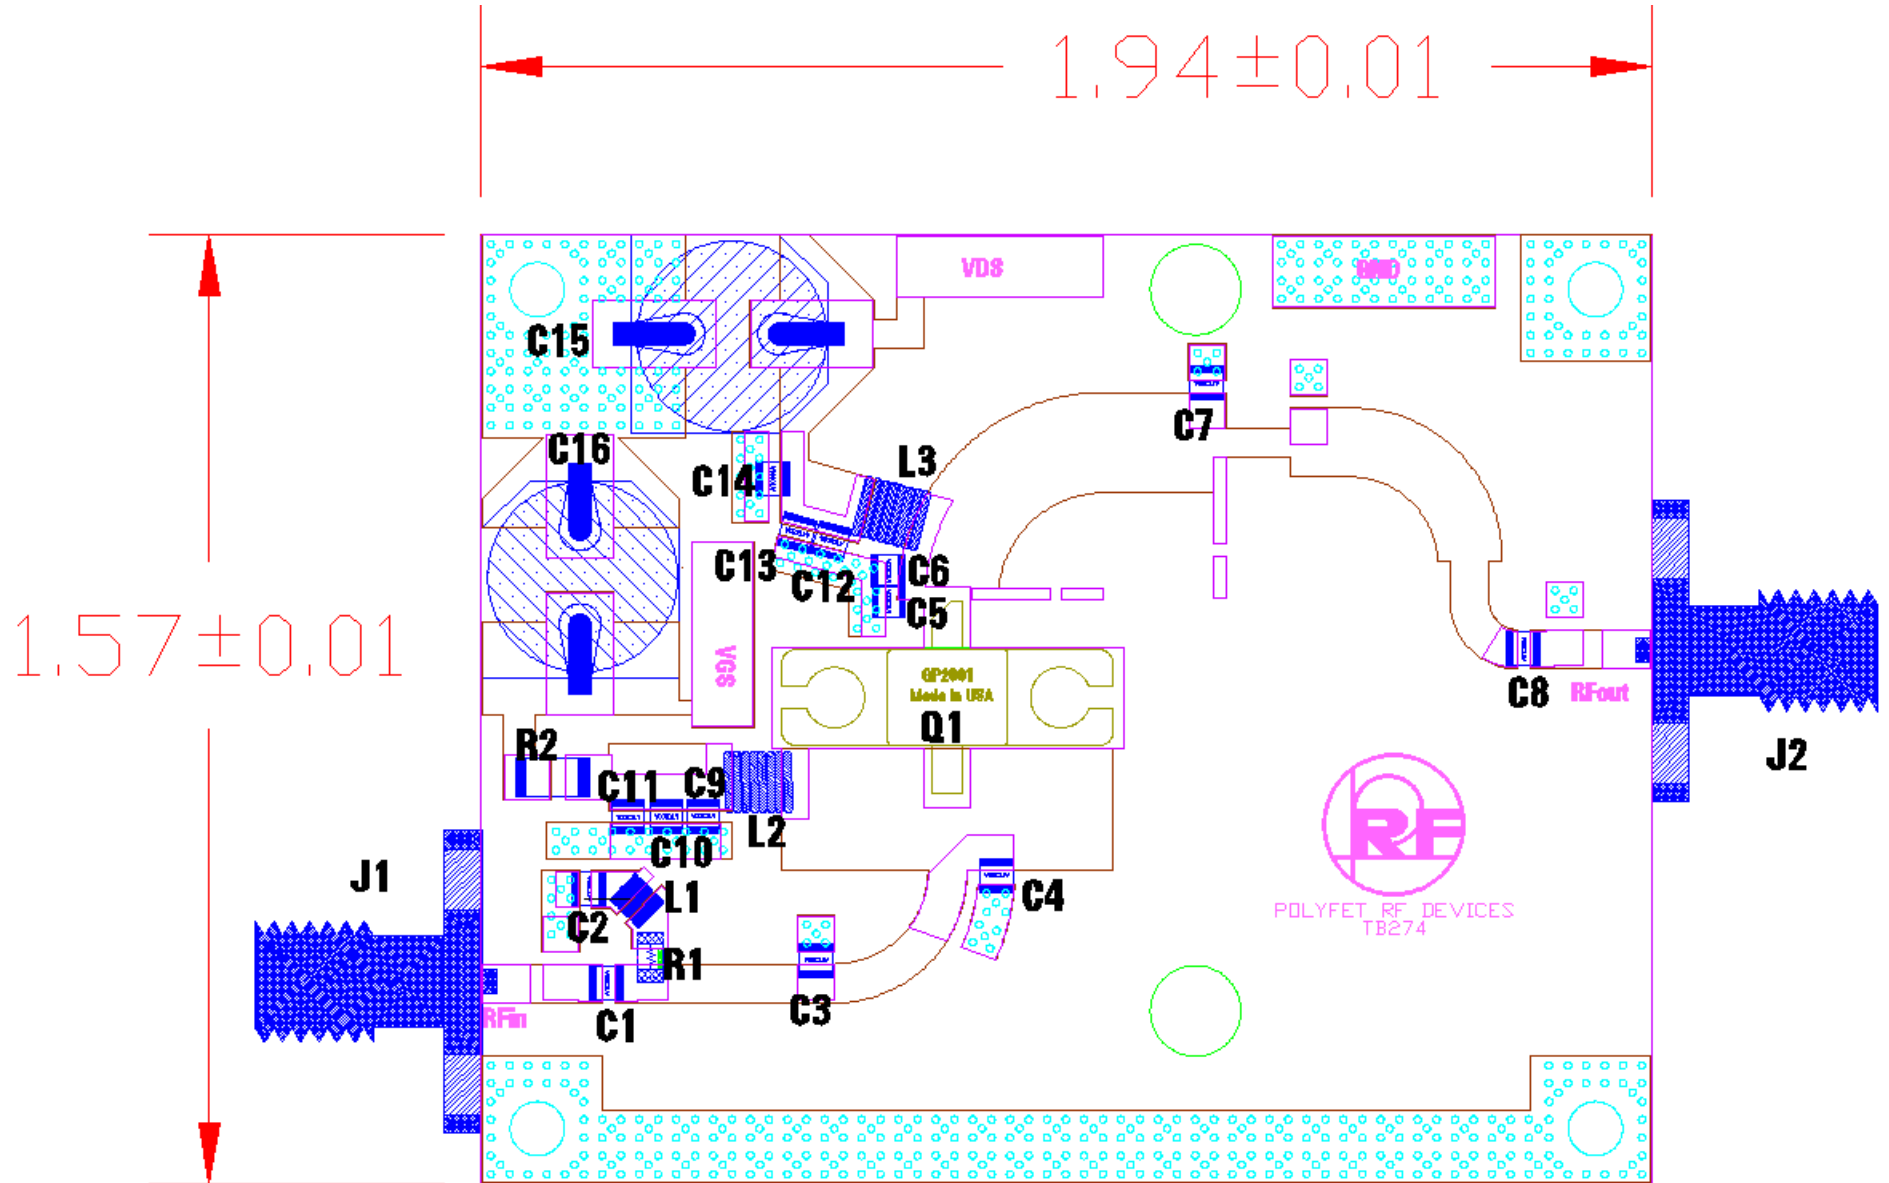 1.94±0.01
VDS
GND
C15
C7
C16
L3
C14
C13
C12
C6
C5
1.57±0.01
VGS
GP2001
Made in USA
Q1
C8
RFout
J2
R2
C11
C9
L2
C10
J1
L1
C4
C2
RF
POLYFET RF DEVICES
TB274
R1
C3
C1
RFin